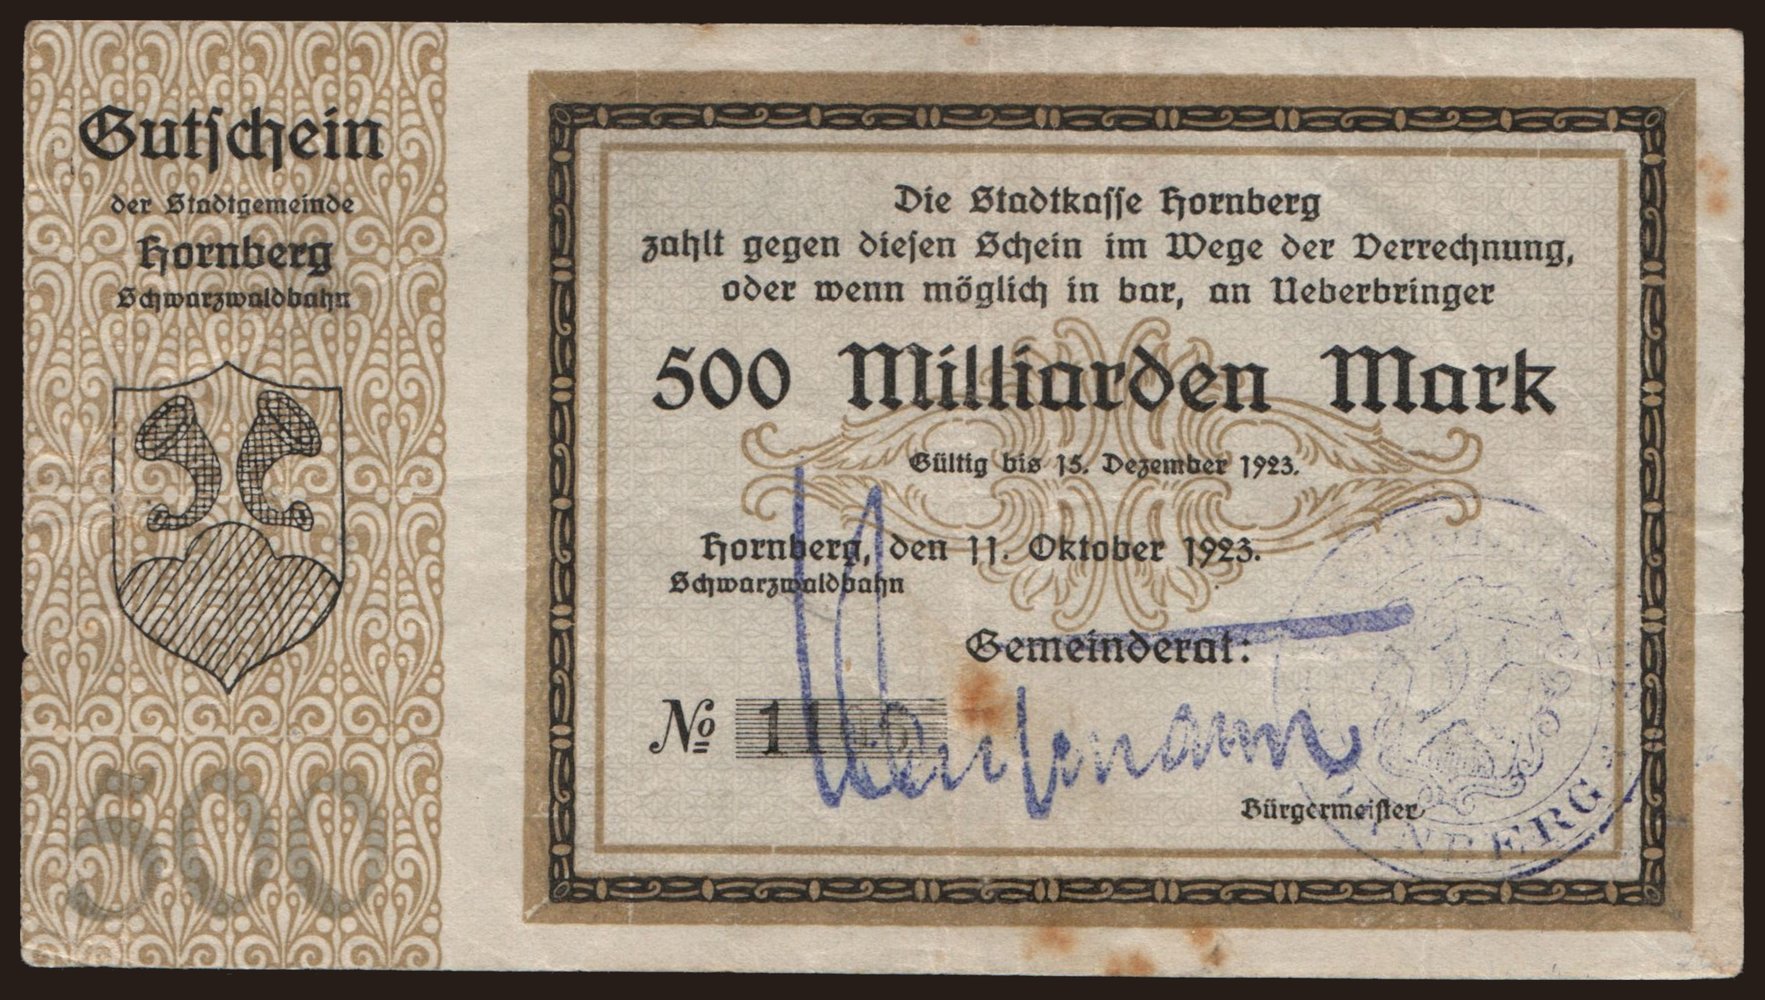 Gutschein
der Stadtgemeinde
Hornberg
Schwarzwaldbahn
500
Die Stadtkasse Hornberg
zahlt gegen diesen Schein im Wege der Verrechnung,
oder wenn möglich in bar, an Ueberbringer
500 Milliarden Mark
Gültig bis 15. Dezember 1923.
Hornberg, den 11. Oktober 1923.
Schwarzwaldbahn
Gemeinderat:
№
Bürgermeister